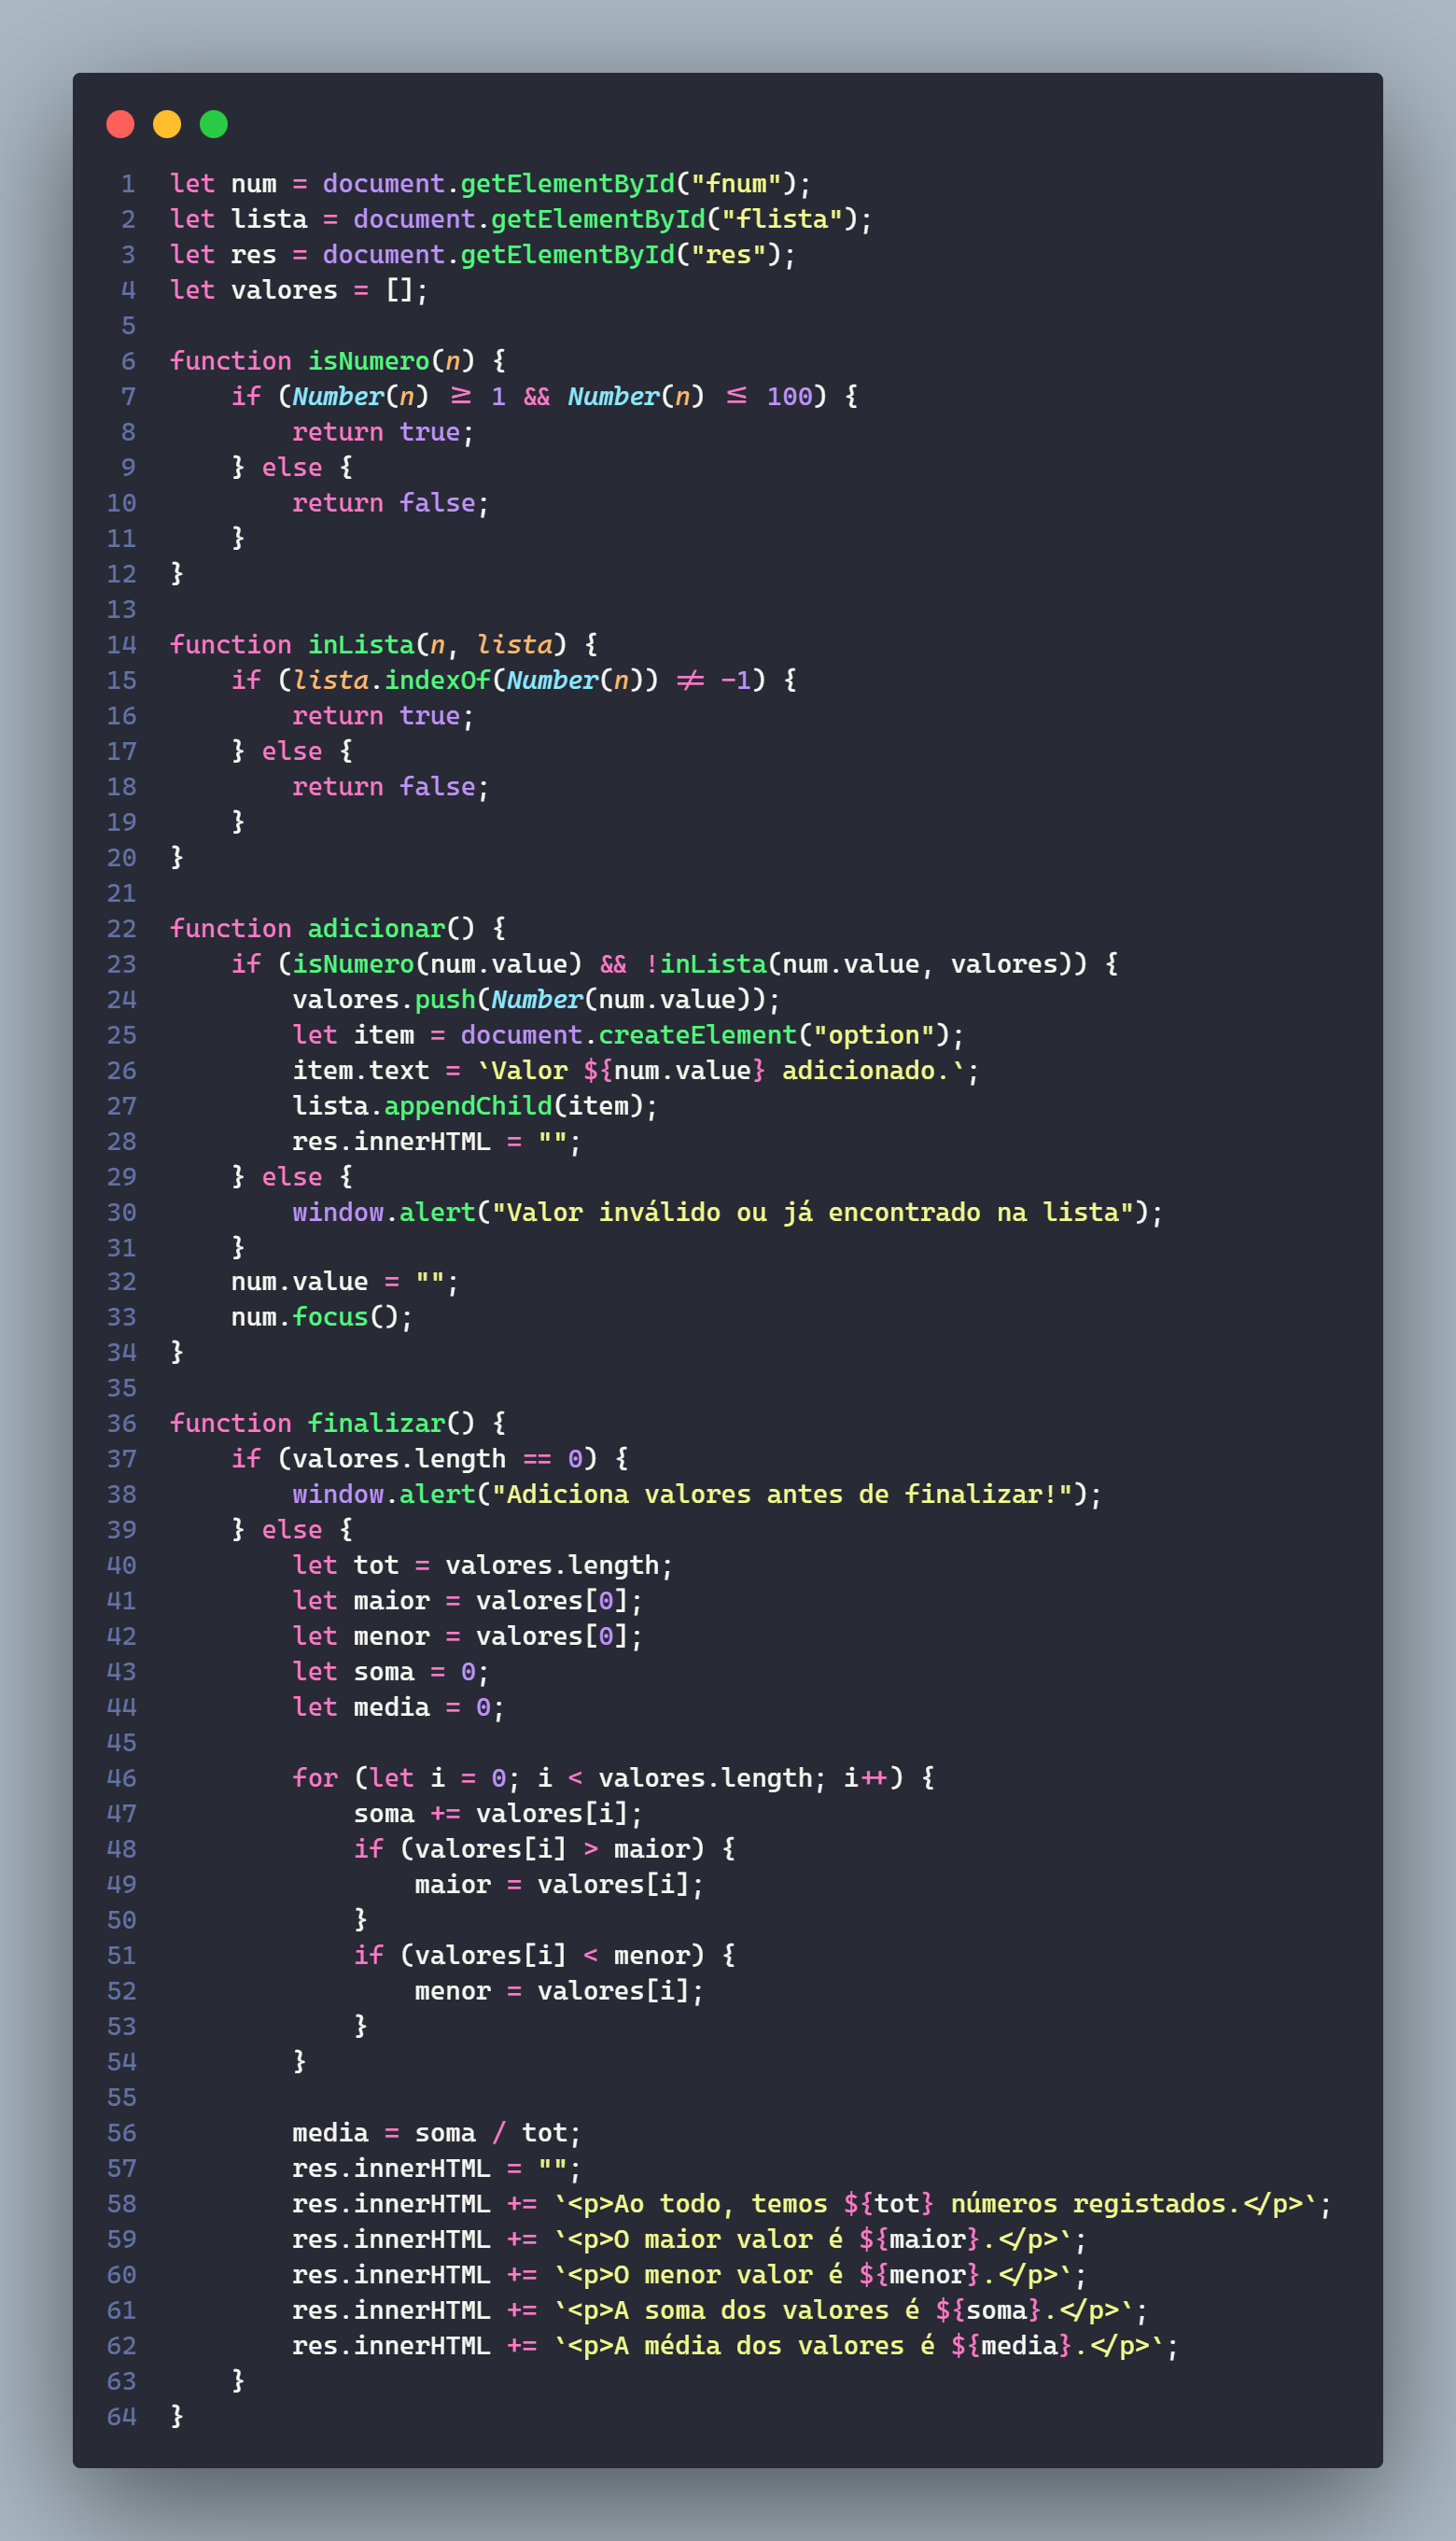 1 let num = document.getElementById("fnum");
2 let lista = document.getElementById("flista");
3 let res = document.getElementById("res");
4 let valores = [];
5
6 function isNumero(n) {
7     if (Number(n) >= 1 && Number(n) <= 100) {
8         return true;
9     } else {
10         return false;
11     }
12 }
13
14 function inLista(n, lista) {
15     if (lista.indexOf(Number(n)) != -1) {
16         return true;
17     } else {
18         return false;
19     }
20 }
21
22 function adicionar() {
23     if (isNumero(num.value) && !inLista(num.value, valores)) {
24         valores.push(Number(num.value));
25         let item = document.createElement("option");
26         item.text = `Valor ${num.value} adicionado.`;
27         lista.appendChild(item);
28         res.innerHTML = "";
29     } else {
30         window.alert("Valor inválido ou já encontrado na lista");
31     }
32     num.value = "";
33     num.focus();
34 }
35
36 function finalizar() {
37     if (valores.length == 0) {
38         window.alert("Adiciona valores antes de finalizar!");
39     } else {
40         let tot = valores.length;
41         let maior = valores[0];
42         let menor = valores[0];
43         let soma = 0;
44         let media = 0;
45
46         for (let i = 0; i < valores.length; i++) {
47             soma += valores[i];
48             if (valores[i] > maior) {
49                 maior = valores[i];
50             }
51             if (valores[i] < menor) {
52                 menor = valores[i];
53             }
54         }
55
56         media = soma / tot;
57         res.innerHTML = "";
58         res.innerHTML += `<p>Ao todo, temos ${tot} números registados.</p>`;
59         res.innerHTML += `<p>O maior valor é ${maior}.</p>`;
60         res.innerHTML += `<p>O menor valor é ${menor}.</p>`;
61         res.innerHTML += `<p>A soma dos valores é ${soma}.</p>`;
62         res.innerHTML += `<p>A média dos valores é ${media}.</p>`;
63     }
64 }